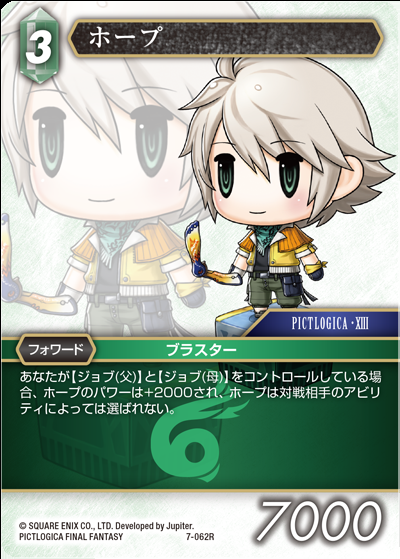 3
ホープ
PICTLOGICA・XIII
フォワード
ブラスター
あなたが【ジョブ(父)】と【ジョブ(母)】をコントロールしている場
合、ホープのパワーは+2000され、ホープは対戦相手のアビリ
ティによっては選ばれない。
6
© SQUARE ENIX CO., LTD. Developed by Jupiter.
PICTLOGICA FINAL FANTASY
7-062R
7000